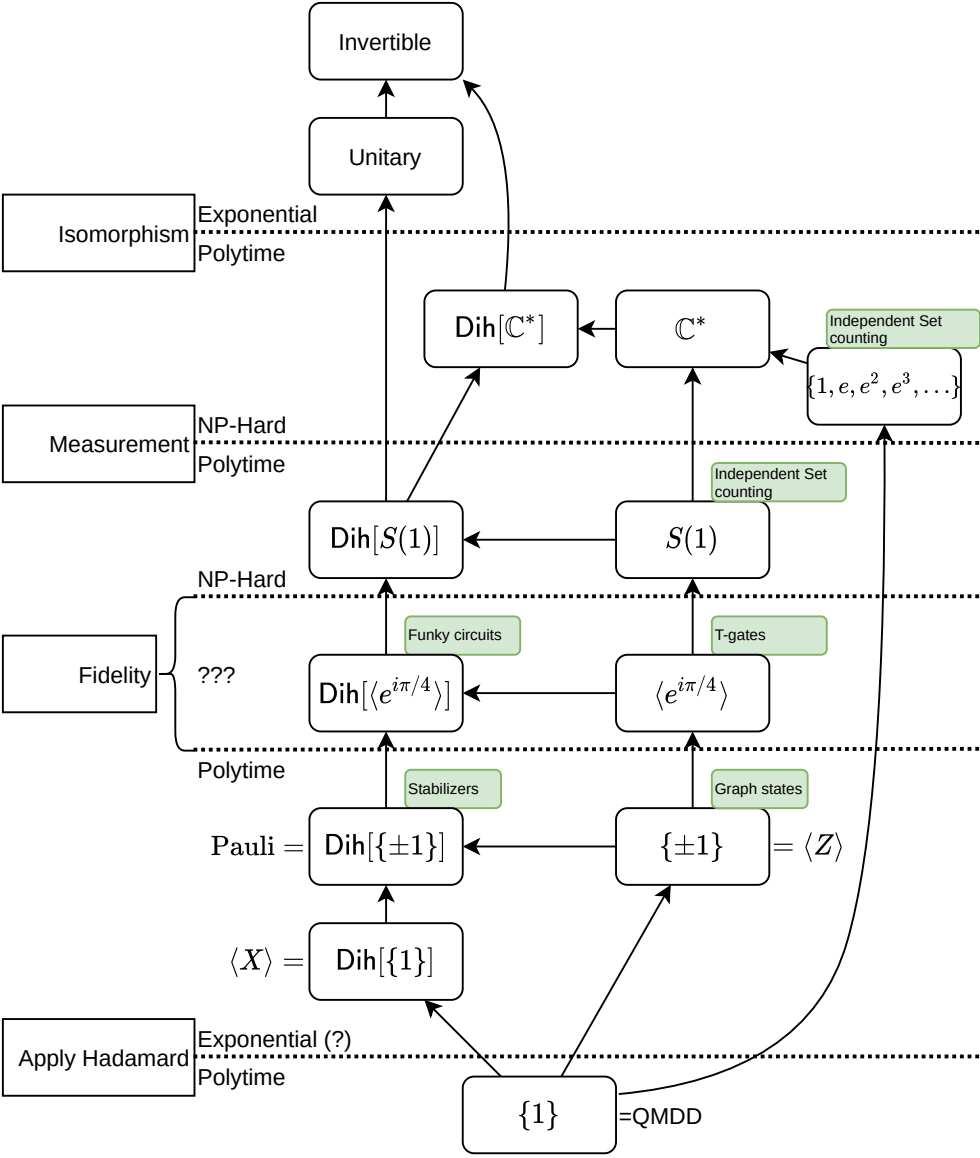 Invertible
Unitary
Exponential
Isomorphism
Polytime
Dih[ℂ*]
ℂ*
Independent Set
counting
{1, e, e², e³, …}
NP-Hard
Measurement
Polytime
Independent Set
counting
Dih[S(1)]
S(1)
NP-Hard
Funky circuits
T-gates
Fidelity
???
Dih[⟨e^{iπ/4}⟩]
⟨e^{iπ/4}⟩
Polytime
Stabilizers
Graph states
Pauli = Dih[{±1}]
{±1} = ⟨Z⟩
⟨X⟩ = Dih[{1}]
Exponential (?)
Apply Hadamard
Polytime
{1} =QMDD